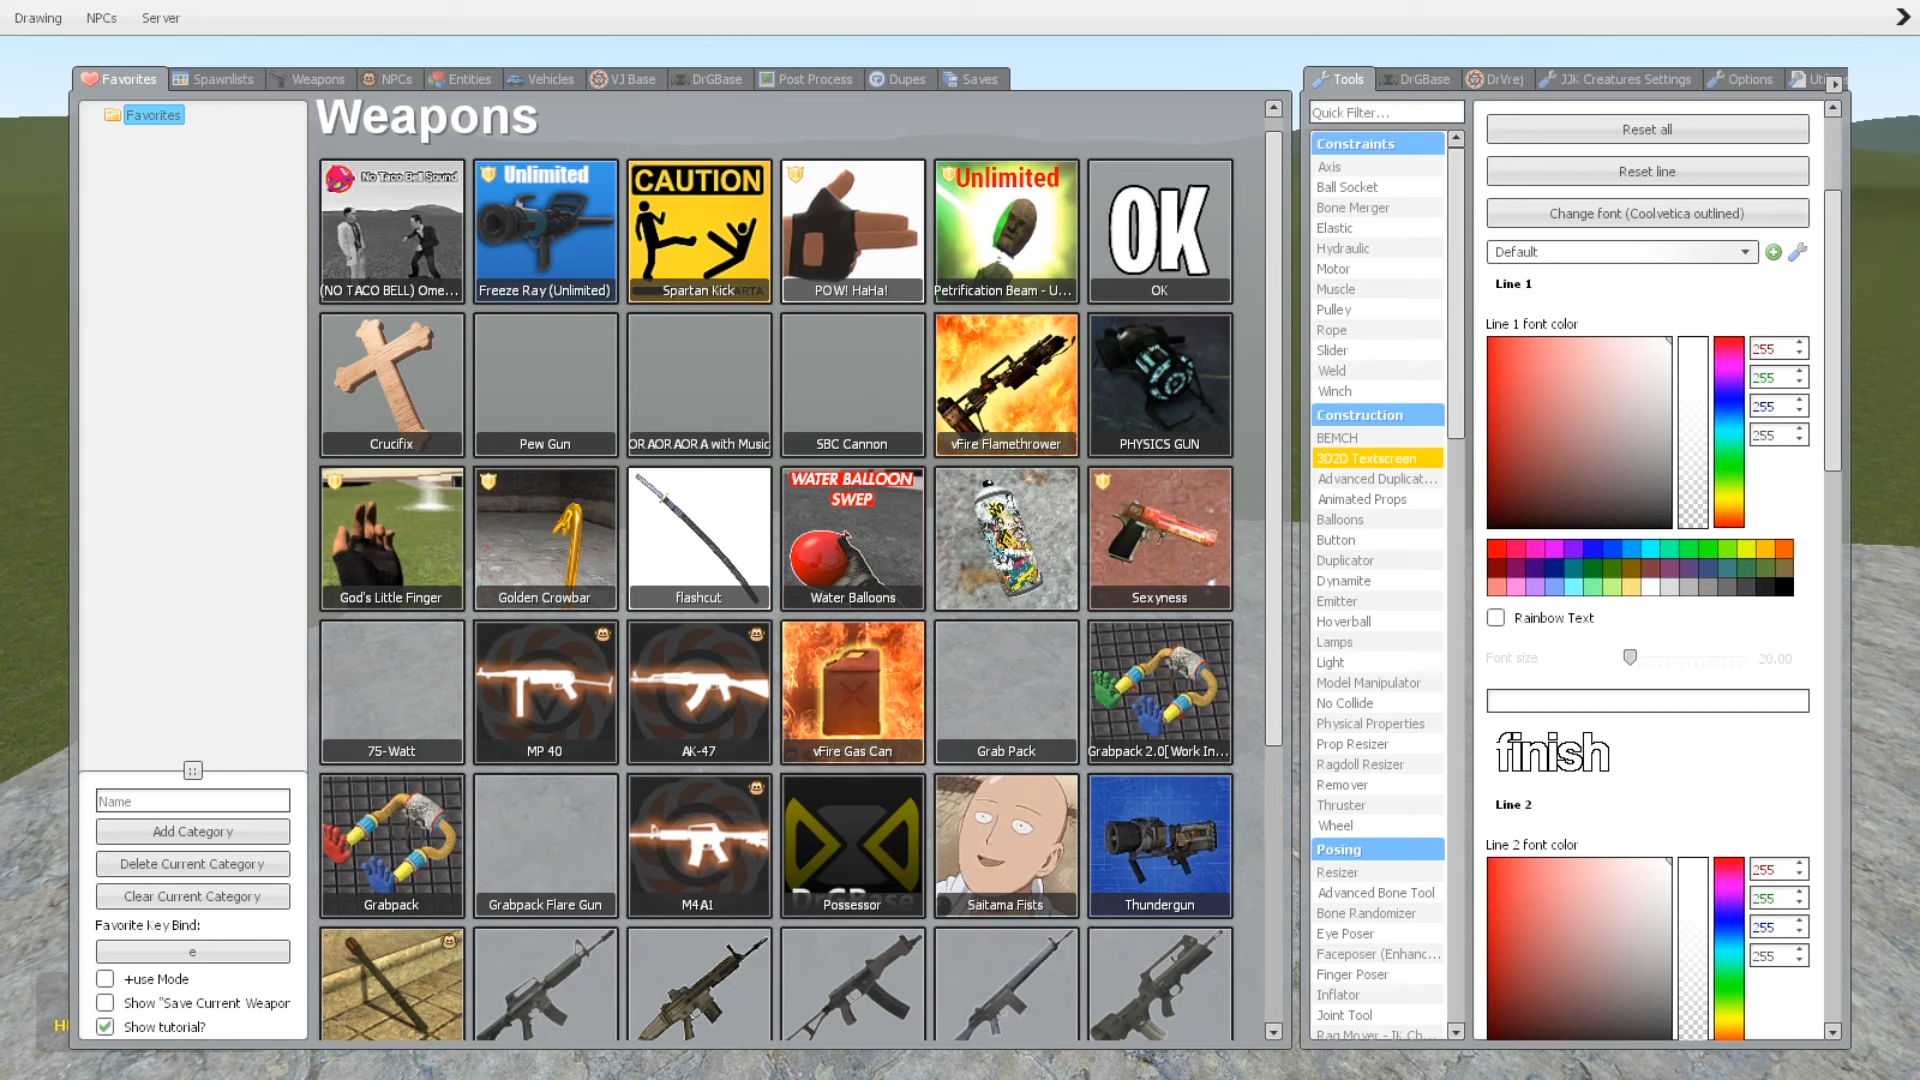 Drawing NPCs Server
Favorites Spawnlists Weapons NPCs Entities Vehicles VJ Base DrGBase Post Process Dupes Saves
Favorites
Weapons
No Taco Bell Sound
(NO TACO BELL) Ome...
Unlimited
Freeze Ray (Unlimited)
CAUTION
Spartan Kick
POW! HaHa!
Unlimited
Petrification Beam - U...
OK
OK
Crucifix
Pew Gun
OR AOR AOR A with Music
SBC Cannon
vFire Flamethrower
PHYSICS GUN
God's Little Finger
Golden Crowbar
flashcut
WATER BALLOON
SWEP
Water Balloons
Sexyness
75-Watt
MP 40
AK-47
vFire Gas Can
Grab Pack
Grabpack 2.0[Work In...
Grabpack
Grabpack Flare Gun
M4A1
Possessor
Saitama Fists
Thundergun
Name
Add Category
Delete Current Category
Clear Current Category
Favorite Key Bind:
e
+use Mode
Show "Save Current Weapor
Show tutorial?
Tools DrGBase DrVrej JJK Creatures Settings Options
Quick Filter...
Constraints
Axis
Ball Socket
Bone Merger
Elastic
Hydraulic
Motor
Muscle
Pulley
Rope
Slider
Weld
Winch
Construction
BEMCH
3D2D Textscreen
Advanced Duplicat...
Animated Props
Balloons
Button
Duplicator
Dynamite
Emitter
Hoverball
Lamps
Light
Model Manipulator
No Collide
Physical Properties
Prop Resizer
Ragdoll Resizer
Remover
Thruster
Wheel
Posing
Resizer
Advanced Bone Tool
Bone Randomizer
Eye Poser
Faceposer (Enhanc...
Finger Poser
Inflator
Joint Tool
Reset all
Reset line
Change font (Coolvetica outlined)
Default
Line 1
Line 1 font color
255
255
255
255
Rainbow Text
Font size 20.00
finish
Line 2
Line 2 font color
255
255
255
255